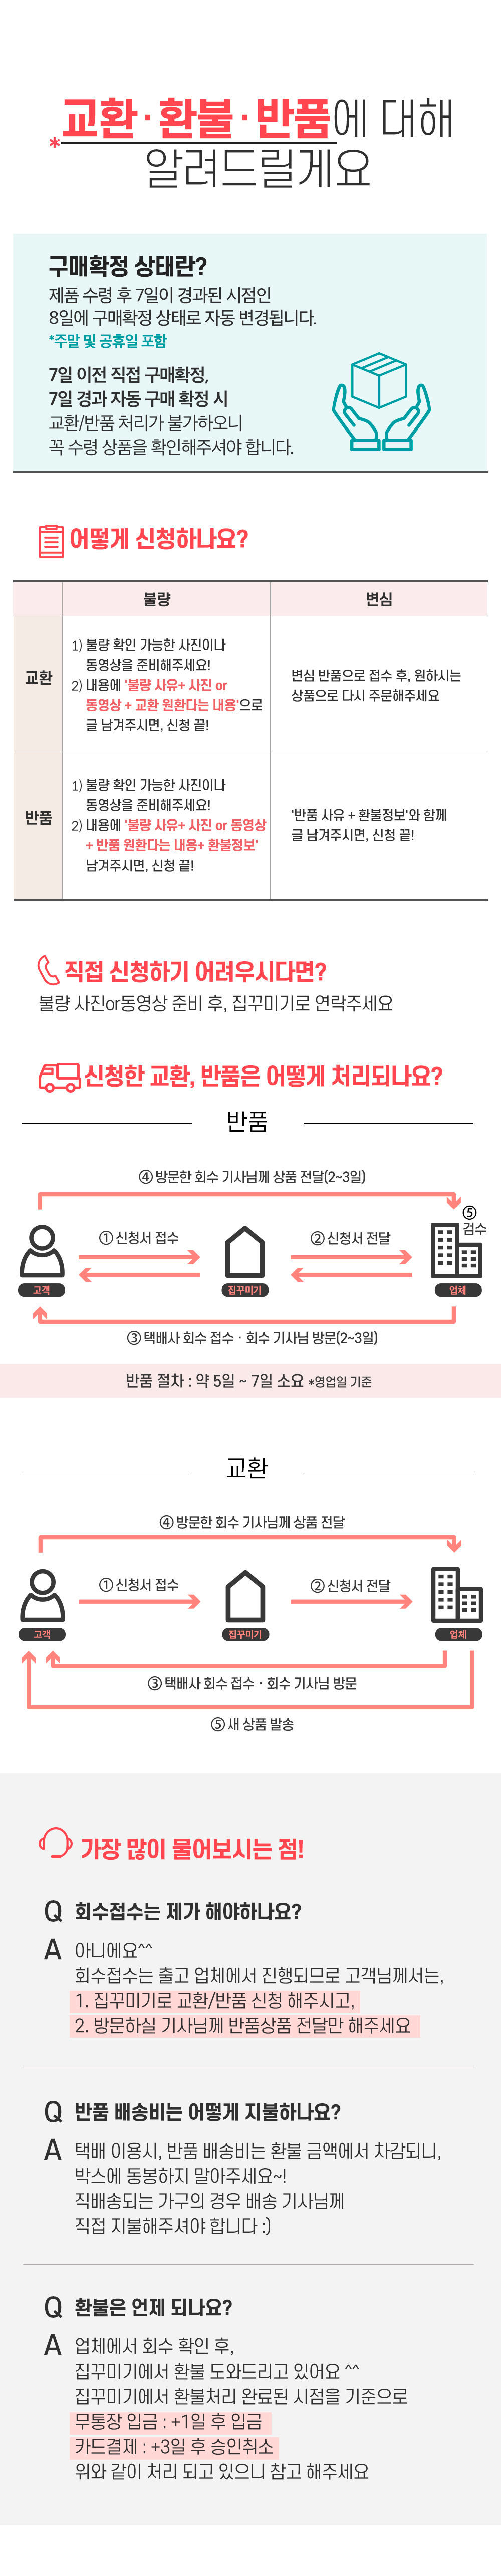 *교환·환불·반품에 대해
알려드릴게요
구매확정 상태란?
제품 수령 후 7일이 경과된 시점인
8일에 구매확정 상태로 자동 변경됩니다.
*주말 및 공휴일 포함
7일 이전 직접 구매확정,
7일 경과 자동 구매 확정 시
교환/반품 처리가 불가하오니
꼭 수령 상품을 확인해주셔야 합니다.
어떻게 신청하나요?
불량
변심
교환
1) 불량 확인 가능한 사진이나
동영상을 준비해주세요!
2) 내용에 '불량 사유+ 사진 or
동영상 + 교환 원환다는 내용'으로
글 남겨주시면, 신청 끝!
변심 반품으로 접수 후, 원하시는
상품으로 다시 주문해주세요
반품
1) 불량 확인 가능한 사진이나
동영상을 준비해주세요!
2) 내용에 '불량 사유+ 사진 or 동영상
+ 반품 원환다는 내용+ 환불정보'
남겨주시면, 신청 끝!
'반품 사유 + 환불정보'와 함께
글 남겨주시면, 신청 끝!
직접 신청하기 어려우시다면?
불량 사진or동영상 준비 후, 집꾸미기로 연락주세요
신청한 교환, 반품은 어떻게 처리되나요?
반품
④ 방문한 회수 기사님께 상품 전달(2~3일)
⑤
검수
① 신청서 접수
② 신청서 전달
고객
집꾸미기
업체
③ 택배사 회수 접수 · 회수 기사님 방문(2~3일)
반품 절차 : 약 5일 ~ 7일 소요 *영업일 기준
교환
④ 방문한 회수 기사님께 상품 전달
① 신청서 접수
② 신청서 전달
고객
집꾸미기
업체
③ 택배사 회수 접수 · 회수 기사님 방문
⑤ 새 상품 발송
가장 많이 물어보시는 점!
Q 회수접수는 제가 해야하나요?
A 아니에요^^
회수접수는 출고 업체에서 진행되므로 고객님께서는,
1. 집꾸미기로 교환/반품 신청 해주시고,
2. 방문하실 기사님께 반품상품 전달만 해주세요
Q 반품 배송비는 어떻게 지불하나요?
A 택배 이용시, 반품 배송비는 환불 금액에서 차감되니,
박스에 동봉하지 말아주세요~!
직배송되는 가구의 경우 배송 기사님께
직접 지불해주셔야 합니다 :)
Q 환불은 언제 되나요?
A 업체에서 회수 확인 후,
집꾸미기에서 환불 도와드리고 있어요 ^^
집꾸미기에서 환불처리 완료된 시점을 기준으로
무통장 입금 : +1일 후 입금
카드결제 : +3일 후 승인취소
위와 같이 처리 되고 있으니 참고 해주세요